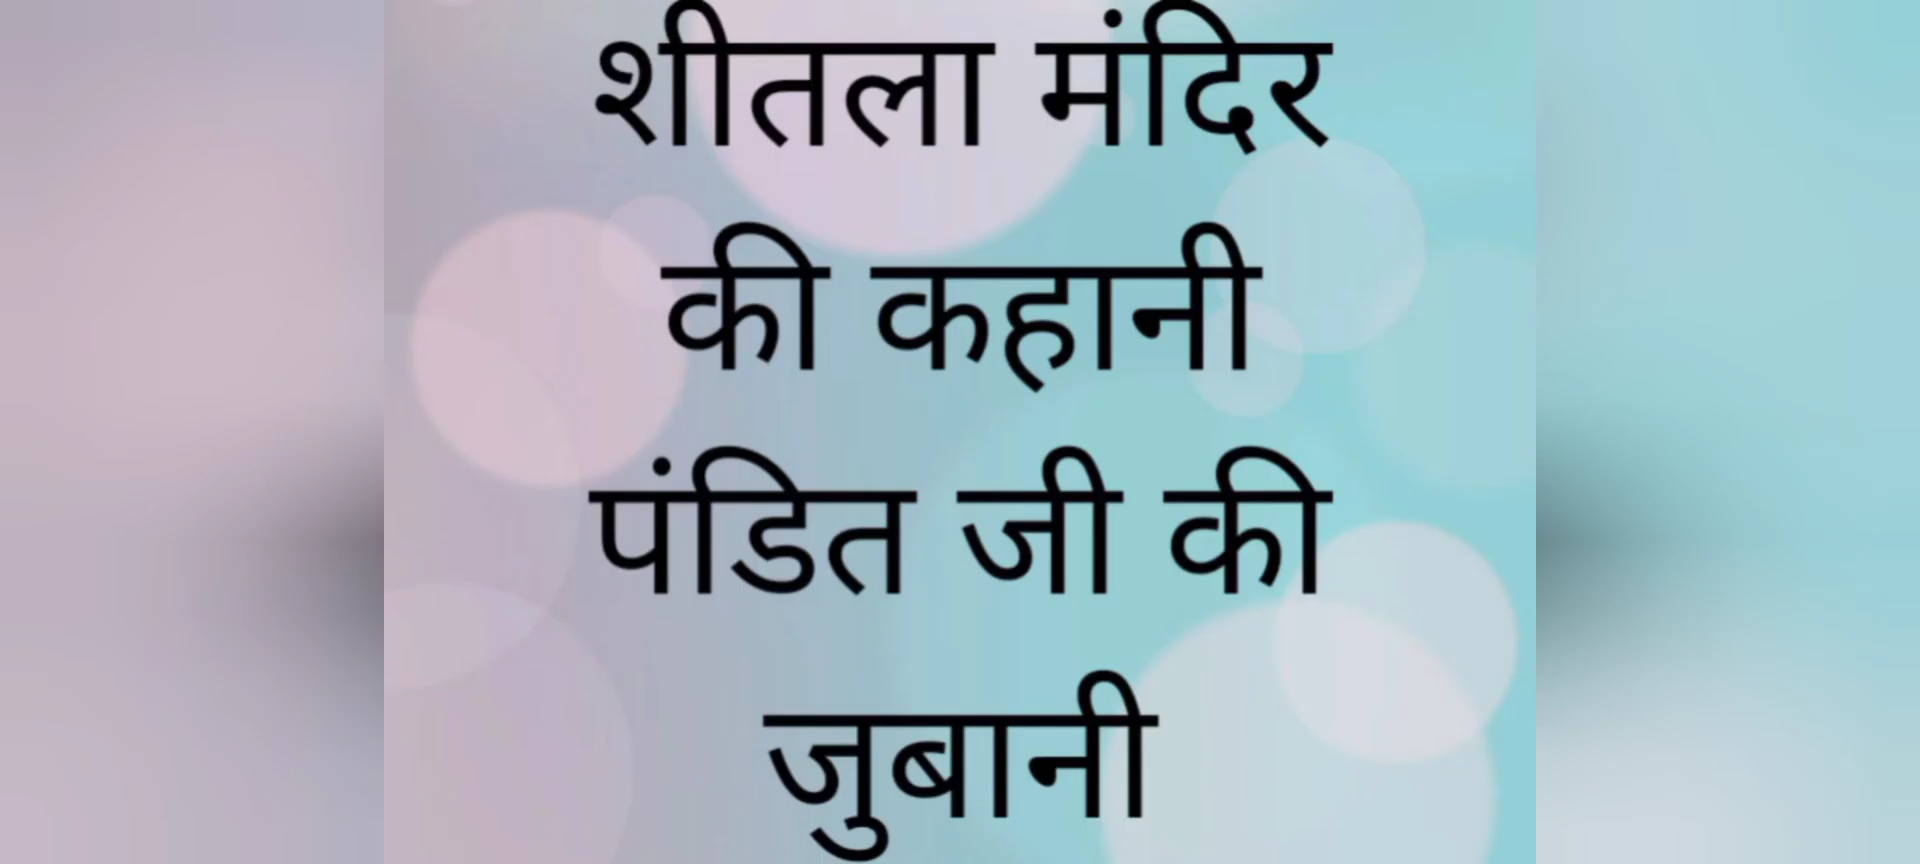 शीतला मंदिर
की कहानी
पंडित जी की
जुबानी